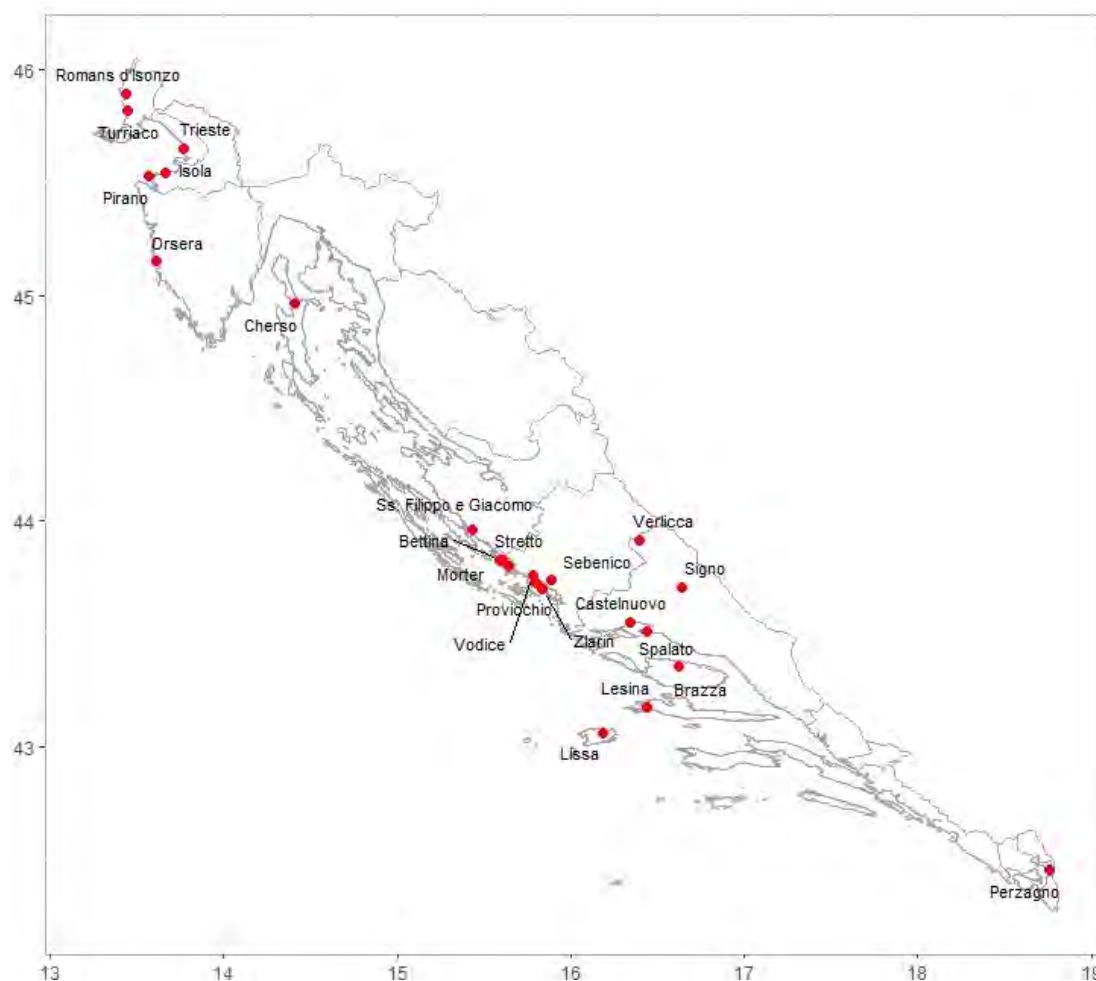 46
Romans d'Isonzo
Turriaco
Trieste
Isola
Pirano
Orsera
45
Cherso
44
Ss. Filippo e Giacomo
Verlicca
Bettina
Stretto
Sebenico
Signo
Morter
Provicchio
Castelnuovo
Vodice
Zlarin
Spalato
Lesina
Brazza
43
Lissa
Perzagno
13
14
15
16
17
18
19